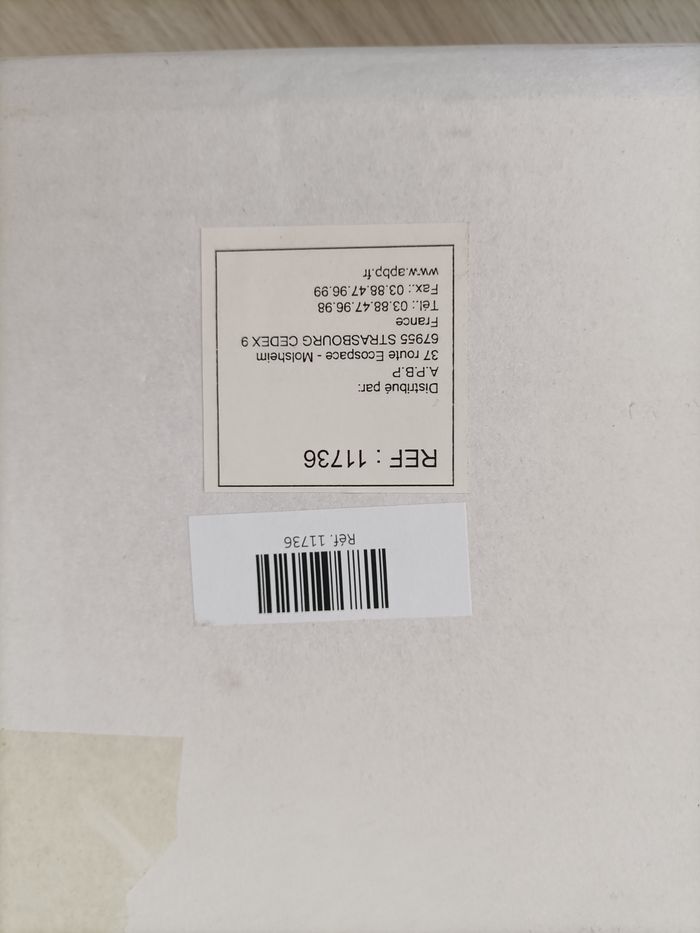 REF : 11736
Distribué par:
A.P.B.P
37 route Ecospace - Molsheim
67955 STRASBOURG CEDEX 9
France
Tél.: 03.88.47.96.98
Fax.: 03.88.47.96.99
www.apbp.fr
Réf. 11736